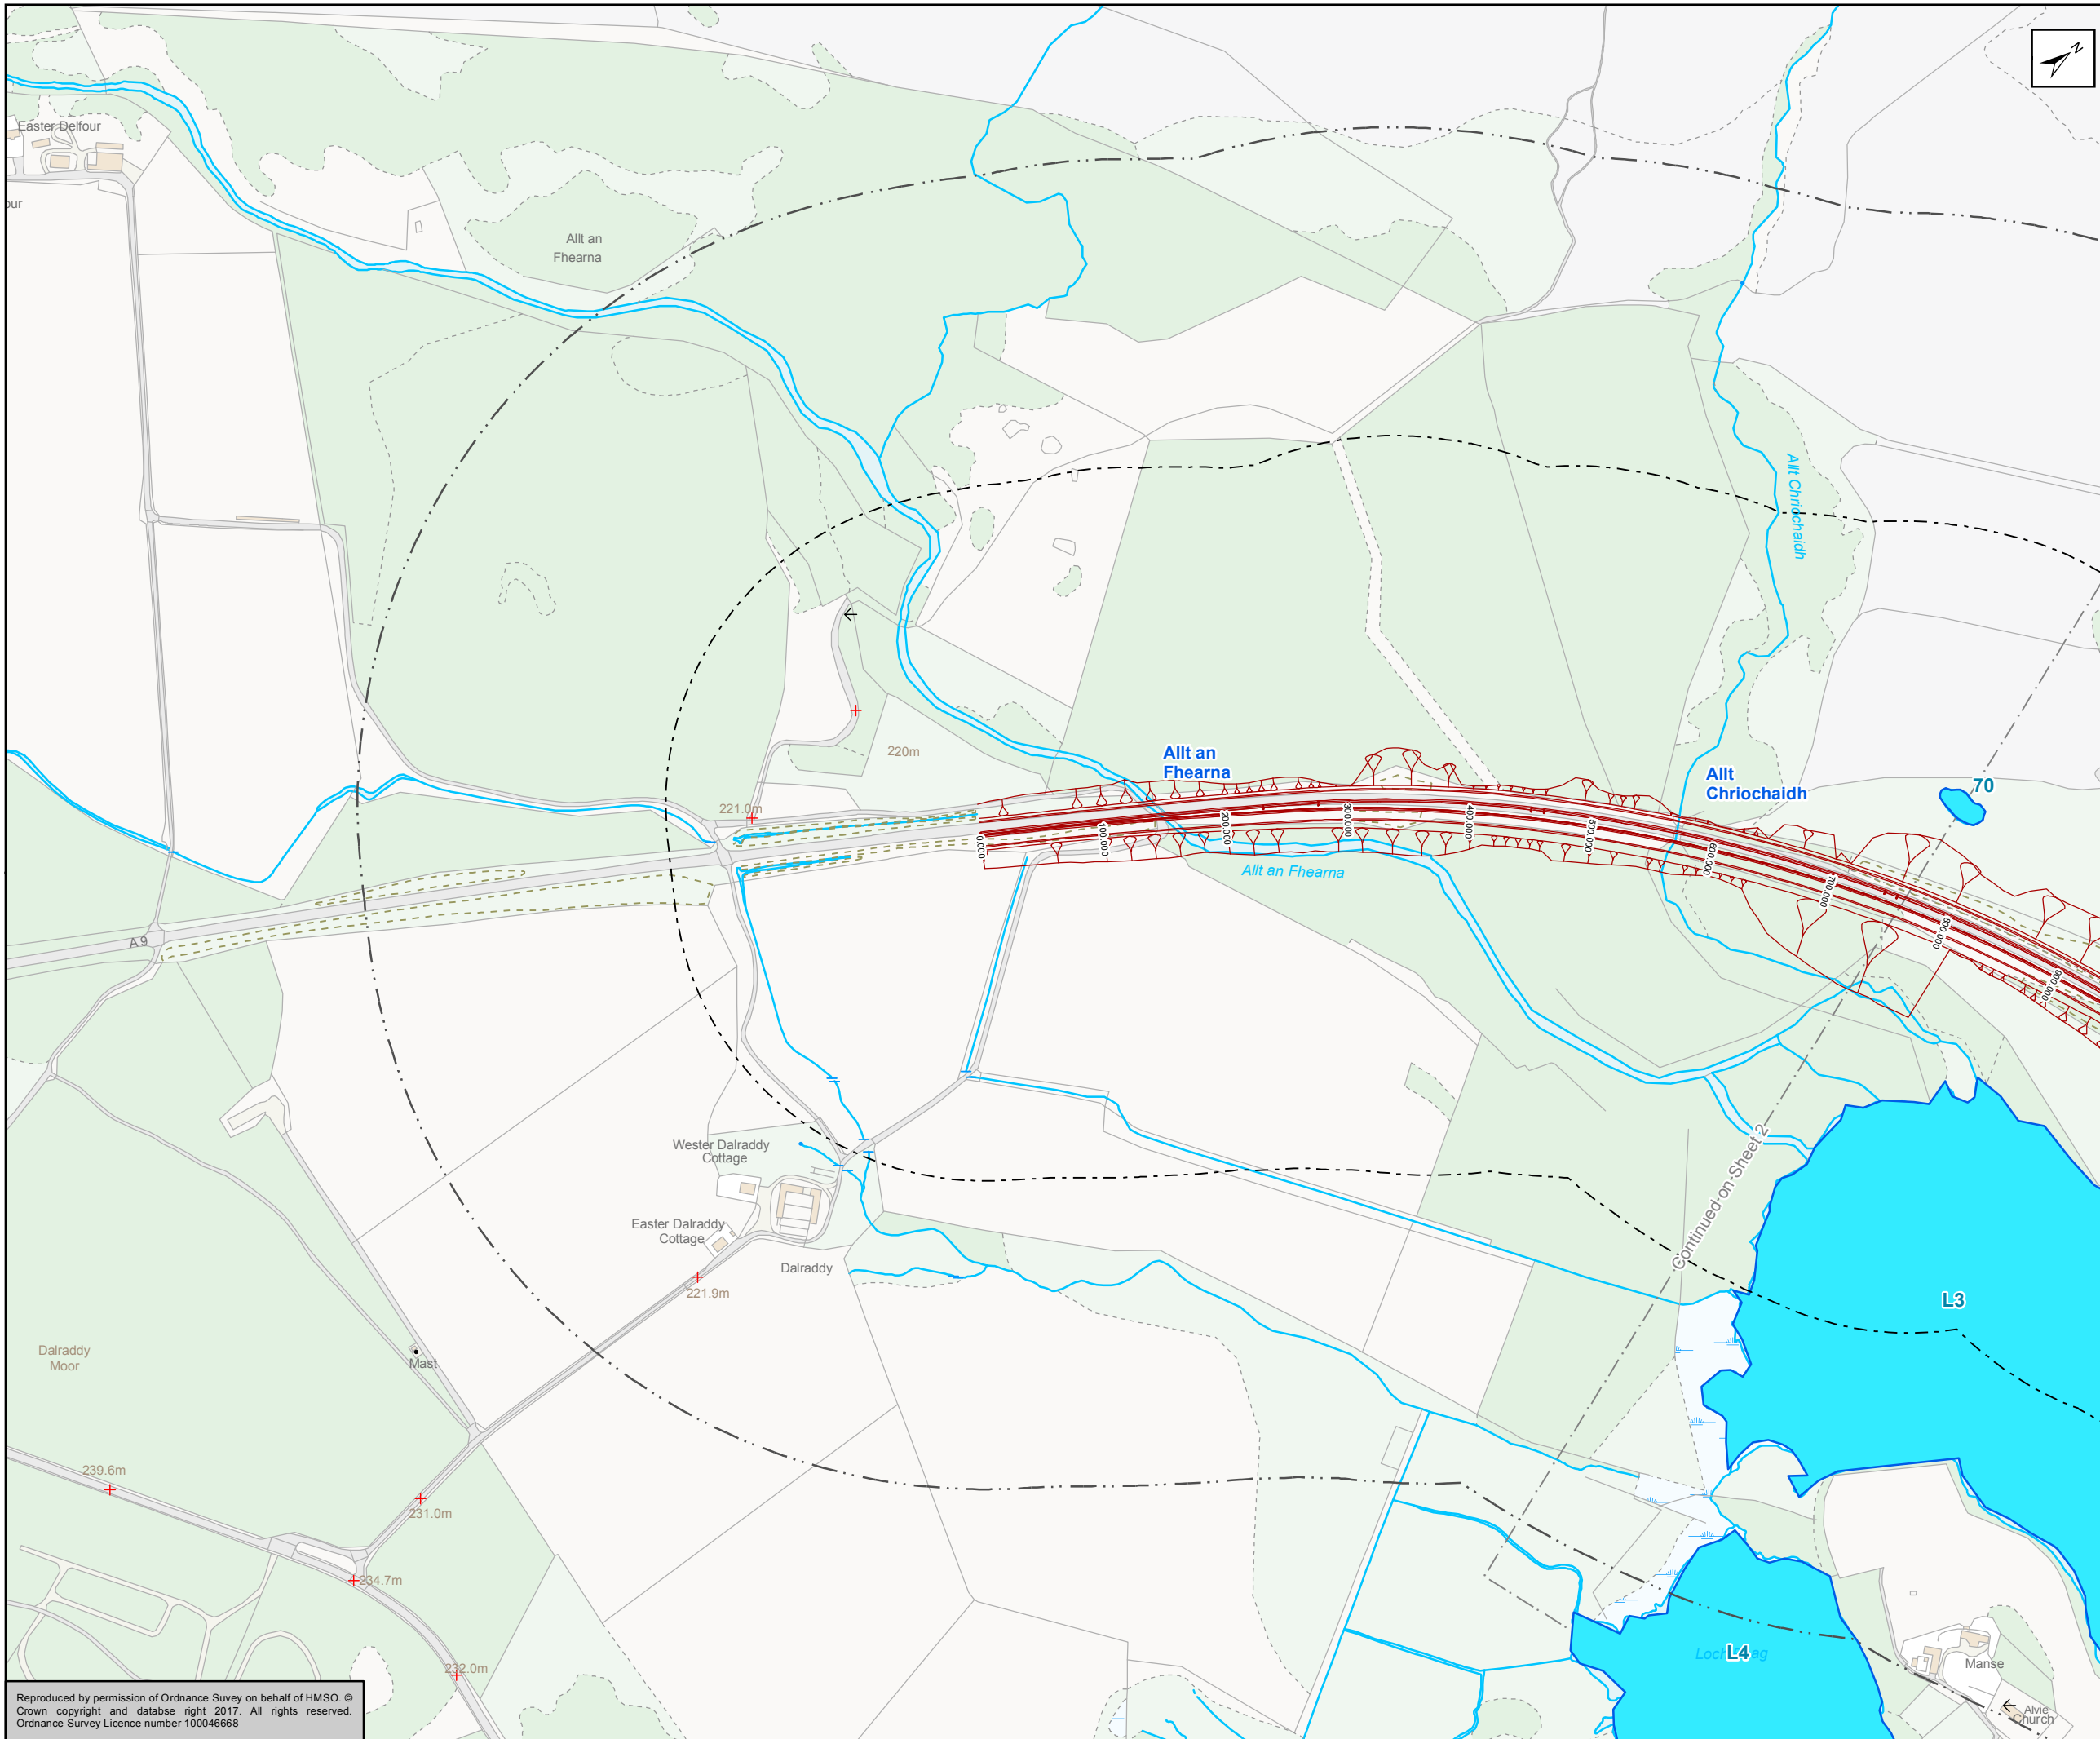 N
Easter Delfour
our
Allt an
Fhearna
Allt Chriochaidh
220m
Allt an
Fhearna
Allt
Chriochaidh
70
221.0m
0.000
100.000
200.000
300.000
400.000
500.000
600.000
700.000
800.000
900.000
Allt an Fhearna
A 9
Wester Dalraddy
Cottage
Easter Dalraddy
Cottage
Dalraddy
221.9m
Continued-on-Sheet 2
L3
Dalraddy
Moor
Mast
239.6m
231.0m
234.7m
232.0m
L4
Manse
Alvie
Church
Reproduced by permission of Ordnance Suvey on behalf of HMSO. ©
Crown copyright and databse right 2017. All rights reserved.
Ordnance Survey Licence number 100046668